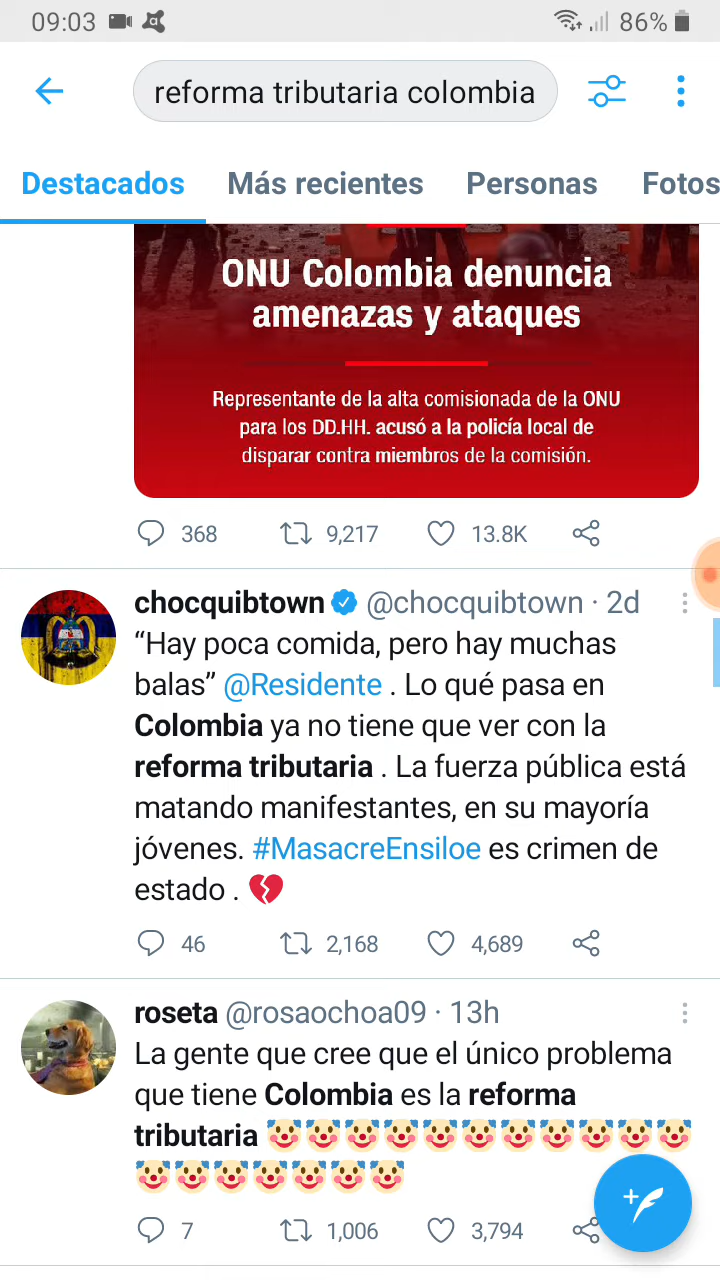 09:03 86%
reforma tributaria colombia
Destacados Más recientes Personas Fotos
ONU Colombia denuncia
amenazas y ataques
Representante de la alta comisionada de la ONU
para los DD.HH. acusó a la policía local de
disparar contra miembros de la comisión.
368 9,217 13.8K
chocquibtown @chocquibtown · 2d
“Hay poca comida, pero hay muchas
balas” @Residente . Lo qué pasa en
Colombia ya no tiene que ver con la
reforma tributaria . La fuerza pública está
matando manifestantes, en su mayoría
jóvenes. #MasacreEnsiloe es crimen de
estado . 💔
46 2,168 4,689
roseta @rosaochoa09 · 13h
La gente que cree que el único problema
que tiene Colombia es la reforma
tributaria 🤡🤡🤡🤡🤡🤡🤡🤡🤡🤡🤡
🤡🤡🤡🤡🤡🤡🤡
7 1,006 3,794